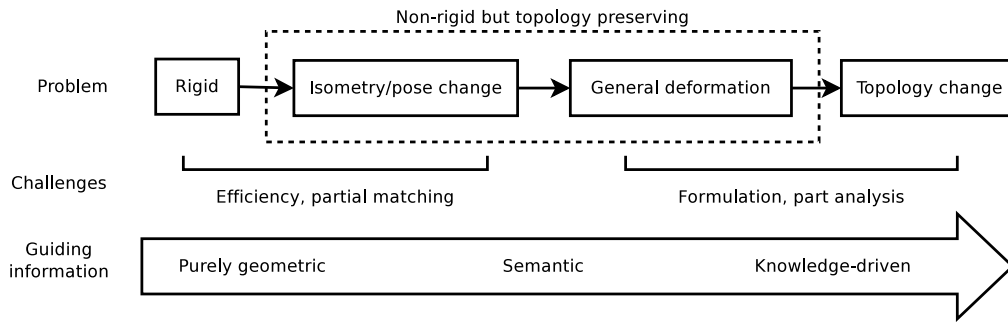 Non-rigid but topology preserving
Problem
Rigid
Isometry/pose change
General deformation
Topology change
Challenges
Efficiency, partial matching
Formulation, part analysis
Guiding
information
Purely geometric
Semantic
Knowledge-driven